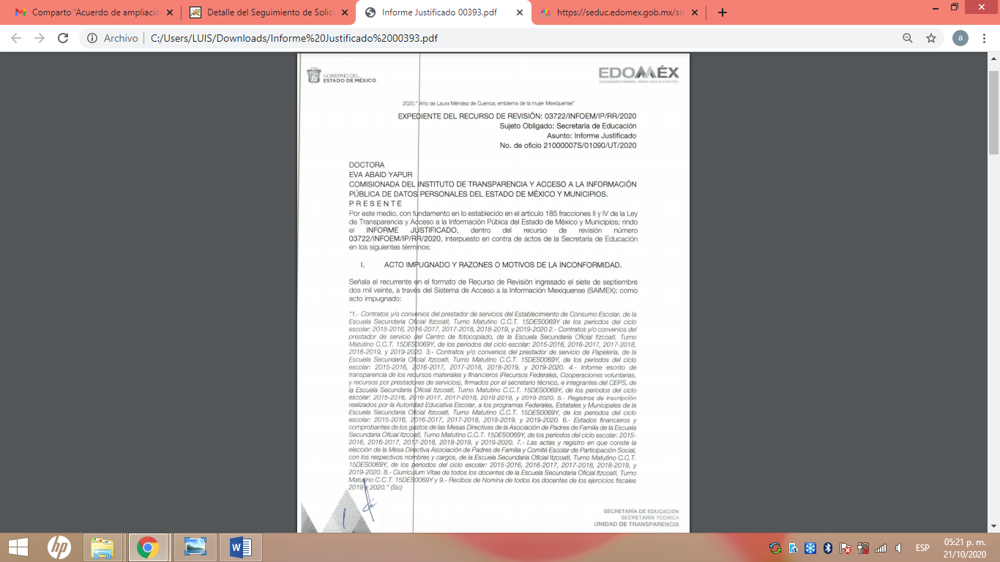 Comparto 'Acuerdo de ampliació
Detalle del Seguimiento de Solici
Informe Justificado 00393.pdf
https://seduc.edomex.gob.mx/sis
Archivo
C:/Users/LUIS/Downloads/Informe%20Justificado%2000393.pdf
a
GOBIERNO DEL
ESTADO DE MÉXICO
EDOMÉX
DECISIONES FIRMES, RESULTADOS FUERTES
2020." Año de Laura Méndez de Cuenca; emblema de la mujer Mexiquense"
EXPEDIENTE DEL RECURSO DE REVISIÓN: 03722/INFOEM/IP/RR/2020
Sujeto Obligado: Secretaría de Educación
Asunto: Informe Justificado
No. de oficio 21000007S/01090/UT/2020
DOCTORA
EVA ABAID YAPUR
COMISIONADA DEL INSTITUTO DE TRANSPARENCIA Y ACCESO A LA INFORMACIÓN
PÚBLICA DE DATOS PERSONALES DEL ESTADO DE MÉXICO Y MUNICIPIOS.
P R E S E N T E
Por este medio, con fundamento en lo establecido en el artículo 185 fracciones II y IV de la Ley
de Transparencia y Acceso a la Información Púbica del Estado de México y Municipios; rindo
el INFORME JUSTIFICADO, dentro del recurso de revisión número
03722/INFOEM/IP/RR/2020, interpuesto en contra de actos de la Secretaría de Educación
en los siguientes términos:
I. ACTO IMPUGNADO Y RAZONES O MOTIVOS DE LA INCONFORMIDAD.
Señala el recurrente en el formato de Recurso de Revisión ingresado el siete de septiembre
dos mil veinte, a través del Sistema de Acceso a la Información Mexiquense (SAIMEX); como
acto impugnado:
"1.- Contratos y/o convenios del prestador de servicios del Establecimiento de Consumo Escolar, de la
Escuela Secundaria Oficial Itzcoatl, Turno Matutino C.C.T. 15DES0069Y de los periodos del ciclo
escolar: 2015-2016, 2016-2017, 2017-2018, 2018-2019, y 2019-2020 2.- Contratos y/o convenios del
prestador de servicio del Centro de fotocopiado, de la Escuela Secundaria Oficial Itzcoatl, Turno
Matutino C.C.T. 15DES0069Y, de los periodos del ciclo escolar: 2015-2016, 2016-2017, 2017-2018,
2018-2019, y 2019-2020. 3.- Contratos y/o convenios del prestador de servicio de Papelería, de la
Escuela Secundaria Oficial Itzcoatl, Turno Matutino C.C.T. 15DES0069Y, de los periodos del ciclo
escolar: 2015-2016, 2016-2017, 2017-2018, 2018-2019, y 2019-2020. 4.- Informe escrito de
transparencia de los recursos materiales y financieros (Recursos Federales, Cooperaciones voluntarias,
y recursos por prestadores de servicios), firmados por el secretario técnico, e integrantes del CEPS, de
la Escuela Secundaria Oficial Itzcoatl, Turno Matutino C.C.T. 15DES0069Y, de los periodos del ciclo
escolar: 2015-2016, 2016-2017, 2017-2018, 2018-2019, y 2019-2020. 5.- Registros de inscripción
realizados por la Autoridad Educativa Escolar, a los programas Federales, Estatales y Municipales de la
Escuela Secundaria Oficial Itzcoatl, Turno Matutino C.C.T. 15DES0069Y, de los periodos del ciclo
escolar: 2015-2016, 2016-2017, 2017-2018, 2018-2019, y 2019-2020. 6.- Estados financieros y
comprobantes de los gastos de las Mesas Directivas de la Asociación de Padres de Familia de la Escuela
Secundaria Oficial Itzcoatl, Turno Matutino C.C.T. 15DES0069Y, de los periodos del ciclo escolar: 2015-
2016, 2016-2017, 2017-2018, 2018-2019, y 2019-2020. 7.- Las actas y registro en que conste la
elección de la Mesa Directiva Asociación de Padres de Familia y Comité Escolar de Participación Social,
con los respectivos nombres y cargos, de la Escuela Secundaria Oficial Itzcoatl, Turno Matutino C.C.T.
15DES0069Y, de los periodos del ciclo escolar: 2015-2016, 2016-2017, 2017-2018, 2018-2019, y
2019-2020. 8.- Ciurriculum Vitae de todos los docentes de la Escuela Secundaria Oficial Itzcoatl, Turno
Matutino C.C.T. 15DES0069Y y 9.- Recibos de Nomina de todos los docentes de los ejercicios fiscales
2019 y 2020." (Sic)
SECRETARÍA DE EDUCACIÓN
SECRETARÍA TÉCNICA
UNIDAD DE TRANSPARENCIA
ESP
05:21 p. m.
21/10/2020